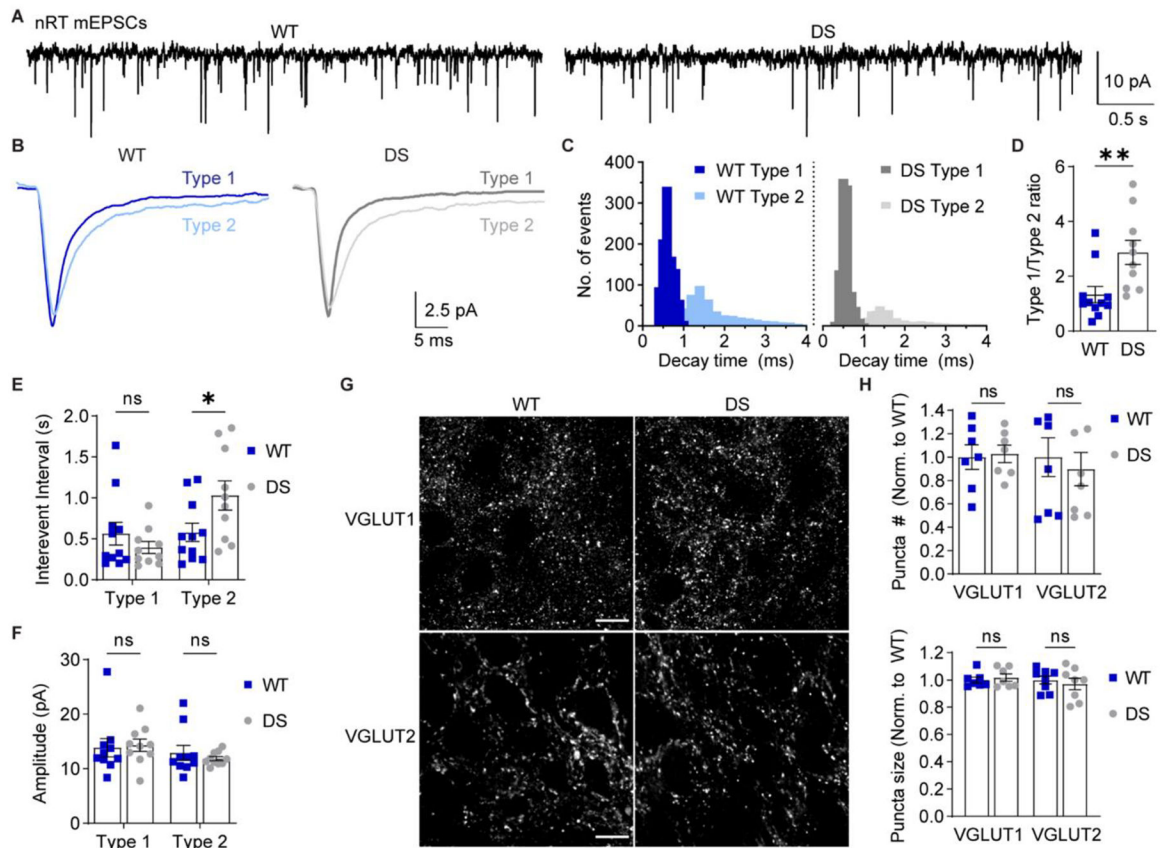 A
nRT mEPSCs
WT
DS
10 pA
0.5 s
B
WT
DS
Type 1
Type 2
Type 1
Type 2
2.5 pA
5 ms
C
No. of events
400
300
200
100
0
WT Type 1
WT Type 2
DS Type 1
DS Type 2
0 1 2 3 4
0 1 2 3 4
Decay time (ms)
Decay time (ms)
D
Type 1/Type 2 ratio
6
4
2
0
**
WT DS
E
Interevent Interval (s)
2.0
1.5
1.0
0.5
0.0
ns
*
WT
DS
Type 1 Type 2
F
Amplitude (pA)
30
20
10
0
ns
ns
WT
DS
Type 1 Type 2
G
WT
DS
VGLUT1
VGLUT2
H
Puncta # (Norm. to WT)
1.4
1.2
1.0
0.8
0.6
0.4
0.2
0.0
ns
ns
WT
DS
VGLUT1 VGLUT2
Puncta size (Norm. to WT)
1.2
1.0
0.8
0.6
0.4
0.2
0.0
ns
ns
WT
DS
VGLUT1 VGLUT2